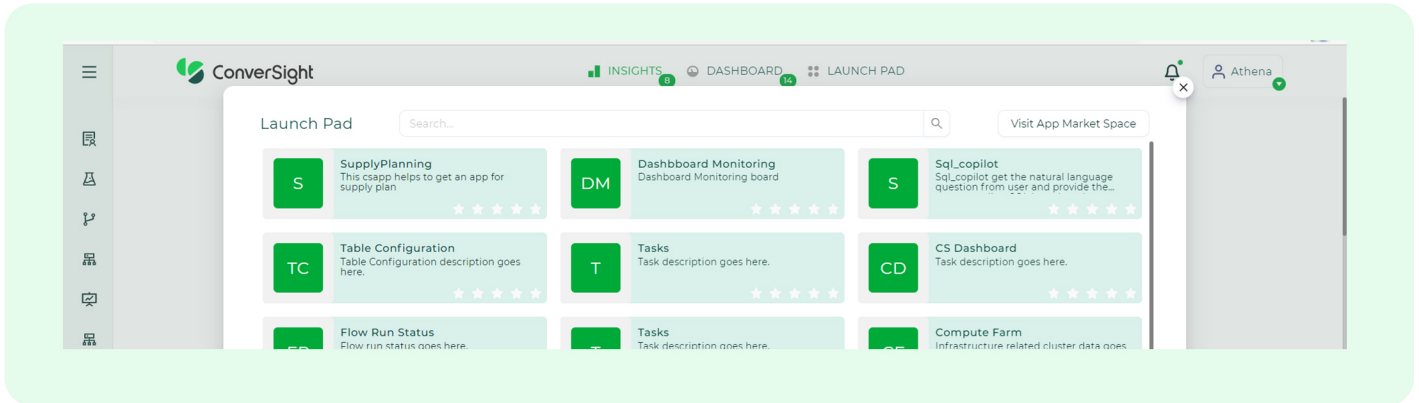 ConverSight
INSIGHTS 8
DASHBOARD 14
LAUNCH PAD
Athena
Launch Pad
Search...
Visit App Market Space
S
SupplyPlanning
This csapp helps to get an app for
supply plan
DM
Dashbboard Monitoring
Dashboard Monitoring board
S
Sql_copilot
Sql_copilot get the natural language
question from user and provide the...
TC
Table Configuration
Table Configuration description goes
here.
T
Tasks
Task description goes here.
CD
CS Dashboard
Task description goes here.
Flow Run Status
Flow run status goes here.
T
Tasks
Task description goes here.
Compute Farm
Infrastructure related cluster data goes